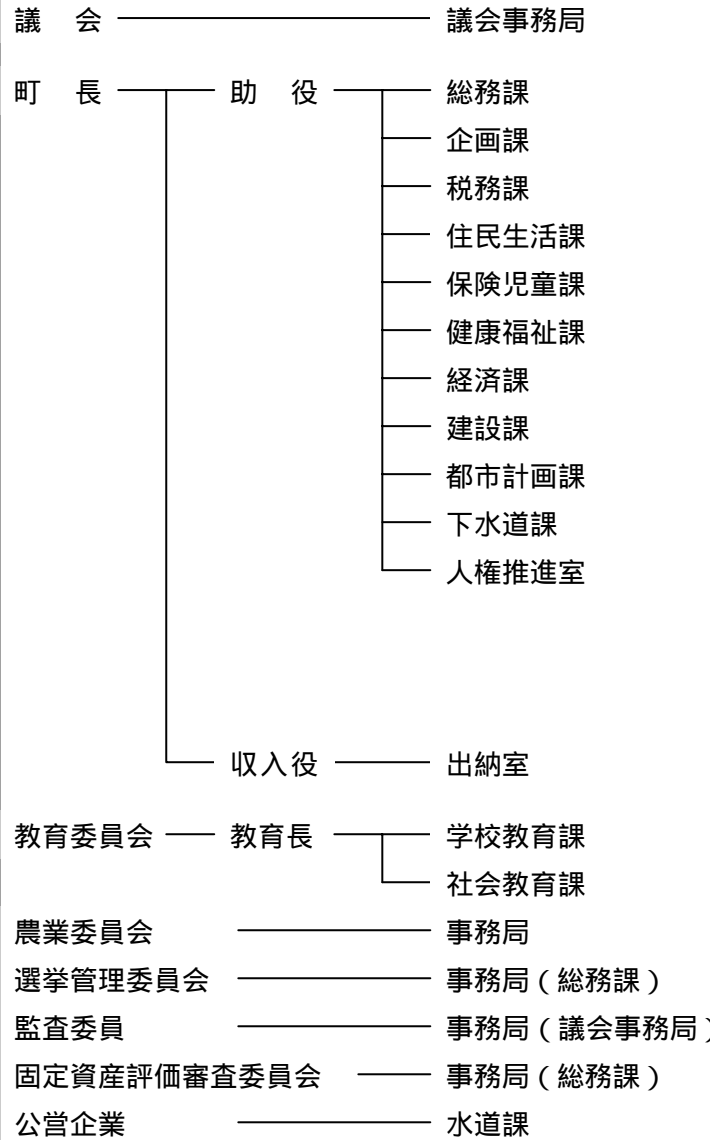 議　会 議会事務局
町　長 助　役 総務課
企画課
税務課
住民生活課
保険児童課
健康福祉課
経済課
建設課
都市計画課
下水道課
人権推進室
収入役 出納室
教育委員会 教育長 学校教育課
社会教育課
農業委員会 事務局
選挙管理委員会 事務局（総務課）
監査委員 事務局（議会事務局）
固定資産評価審査委員会 事務局（総務課）
公営企業 水道課